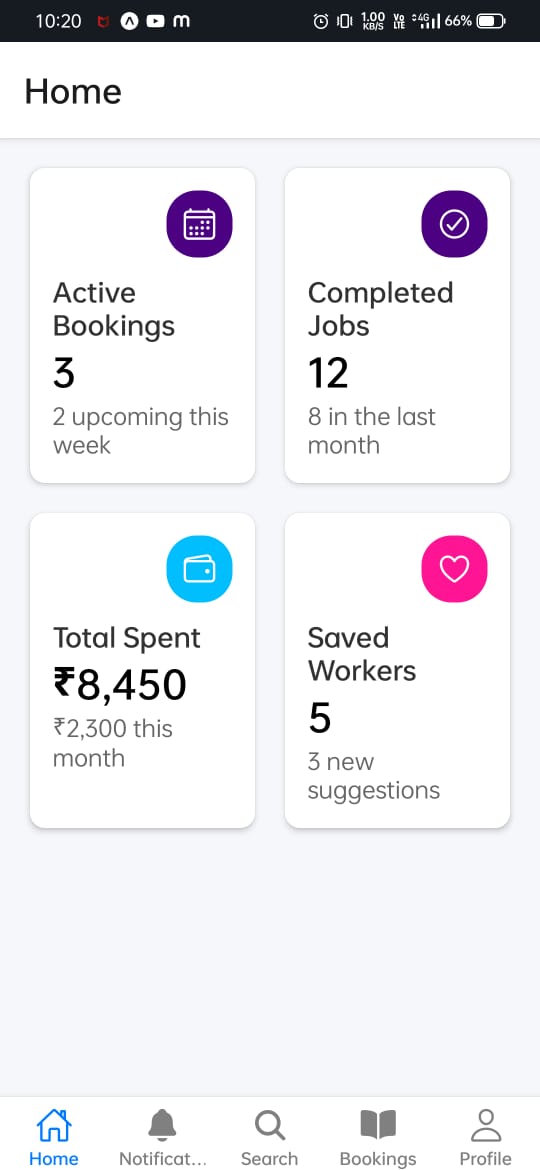 10:20 m 1.00 KB/S Vo LTE 4G 66%
Home
Active
Bookings
3
2 upcoming this
week
Completed
Jobs
12
8 in the last
month
Total Spent
₹8,450
₹2,300 this
month
Saved
Workers
5
3 new
suggestions
Home Notificat... Search Bookings Profile